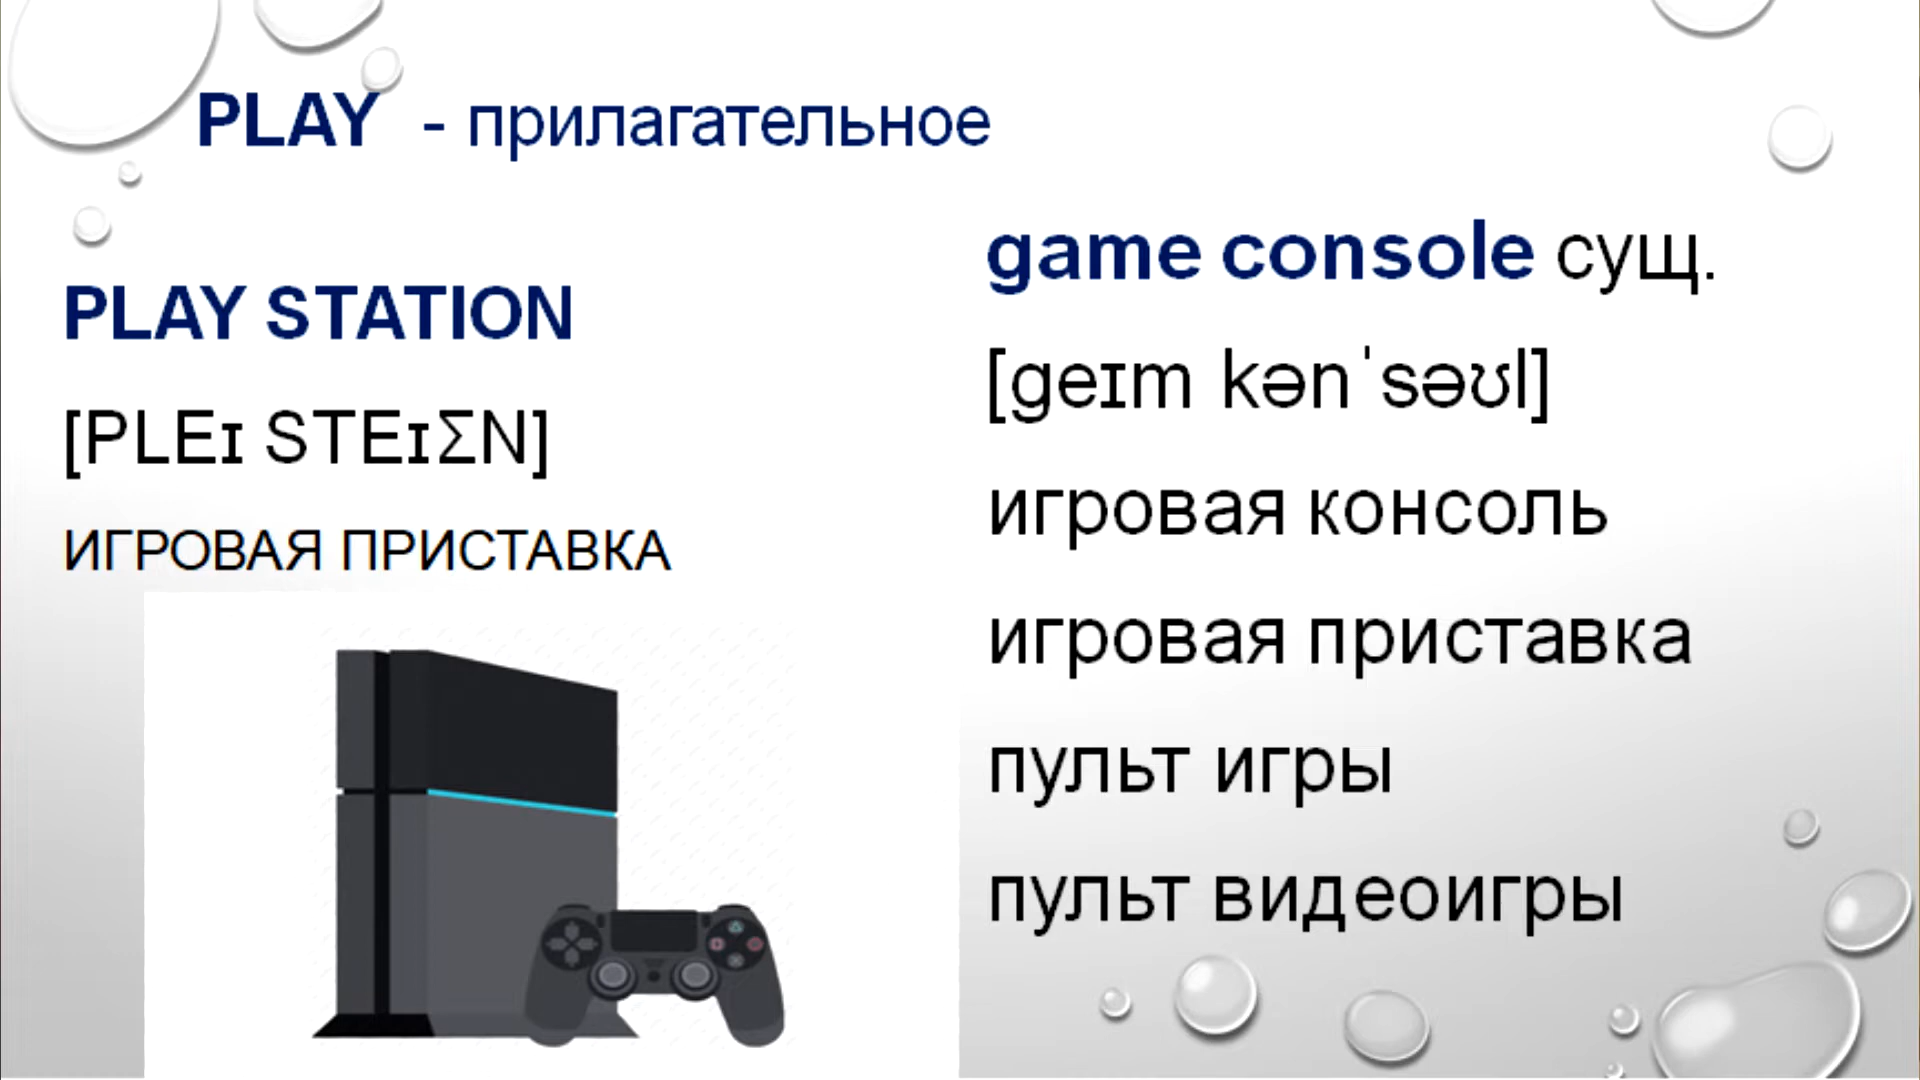 PLAY - прилагательное
PLAY STATION
[PLEɪ STEɪΣN]
ИГРОВАЯ ПРИСТАВКА
game console сущ.
[geɪm kənˈsəʊl]
игровая консоль
игровая приставка
пульт игры
пульт видеоигры